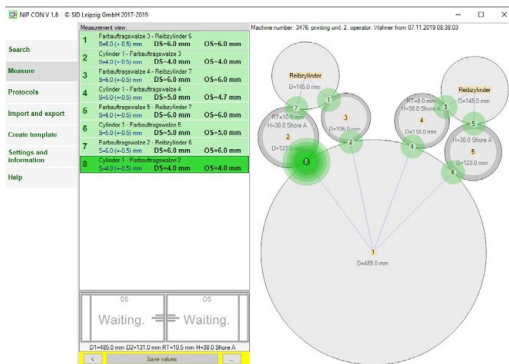 NIP CON V 1.6 © SID Leipzig GmbH 2017-2019
Search
Measure
Protocols
Import and export
Create template
Settings and
information
Help
Measurement view:
1 Farbauftragswalze 3 - Reibzylinder 6
S=6.0 (+-0.5) mm DS=6.0 mm OS=6.0 mm
2 Cylinder 1 - Farbauftragswalze 3
S=4.0 (+-0.5) mm DS=4.0 mm OS=4.0 mm
3 Farbauftragswalze 4 - Reibzylinder 7
S=6.0 (+-0.5) mm DS=6.0 mm OS=6.0 mm
4 Cylinder 1 - Farbauftragswalze 4
S=5.0 (+-0.5) mm DS=5.0 mm OS=4.7 mm
5 Farbauftragswalze 5 - Reibzylinder 7
S=6.0 (+-0.5) mm DS=6.0 mm OS=6.0 mm
6 Cylinder 1 - Farbauftragswalze 5
S=5.0 (+-0.5) mm DS=5.0 mm OS=5.0 mm
7 Farbauftragswalze 2 - Reibzylinder 6
S=6.0 (+-0.5) mm DS=6.0 mm OS=6.0 mm
8 Cylinder 1 - Farbauftragswalze 2
S=4.0 (+-0.5) mm DS=4.0 mm OS=4.0 mm
DS OS
Waiting. Waiting.
D1=485.0 mm D2=131.0 mm RT=10.5 mm H=38.0 Shore A
< Save values ...
Machine number: 3476. printing unit: 2. operator: Wahner from 07.11.2019 08:38:03
Reibzylinder
D=145.0 mm
Reibzylinder
D=145.0 mm
H=38.0 Shore A
2
3
H=38.0 Shore A
4
D=118.0 mm
H=38.0 Shore A
5
D=123.0 mm
1
2
3
4
5
6
7
8
1
D=485.0 mm